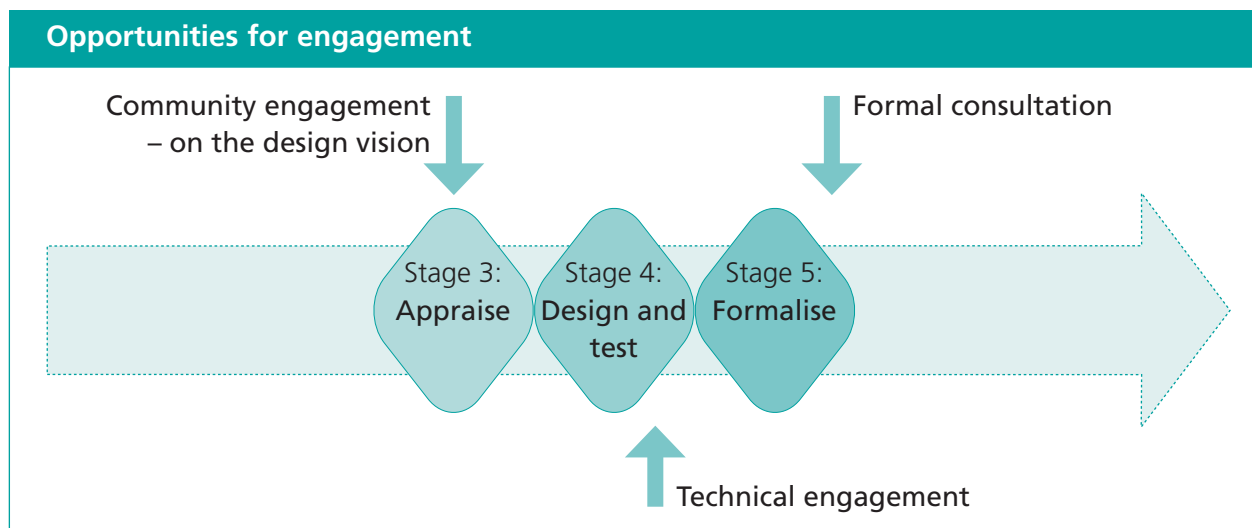 Opportunities for engagement
Community engagement
– on the design vision
Formal consultation
Stage 3:
Appraise
Stage 4:
Design and
test
Stage 5:
Formalise
Technical engagement